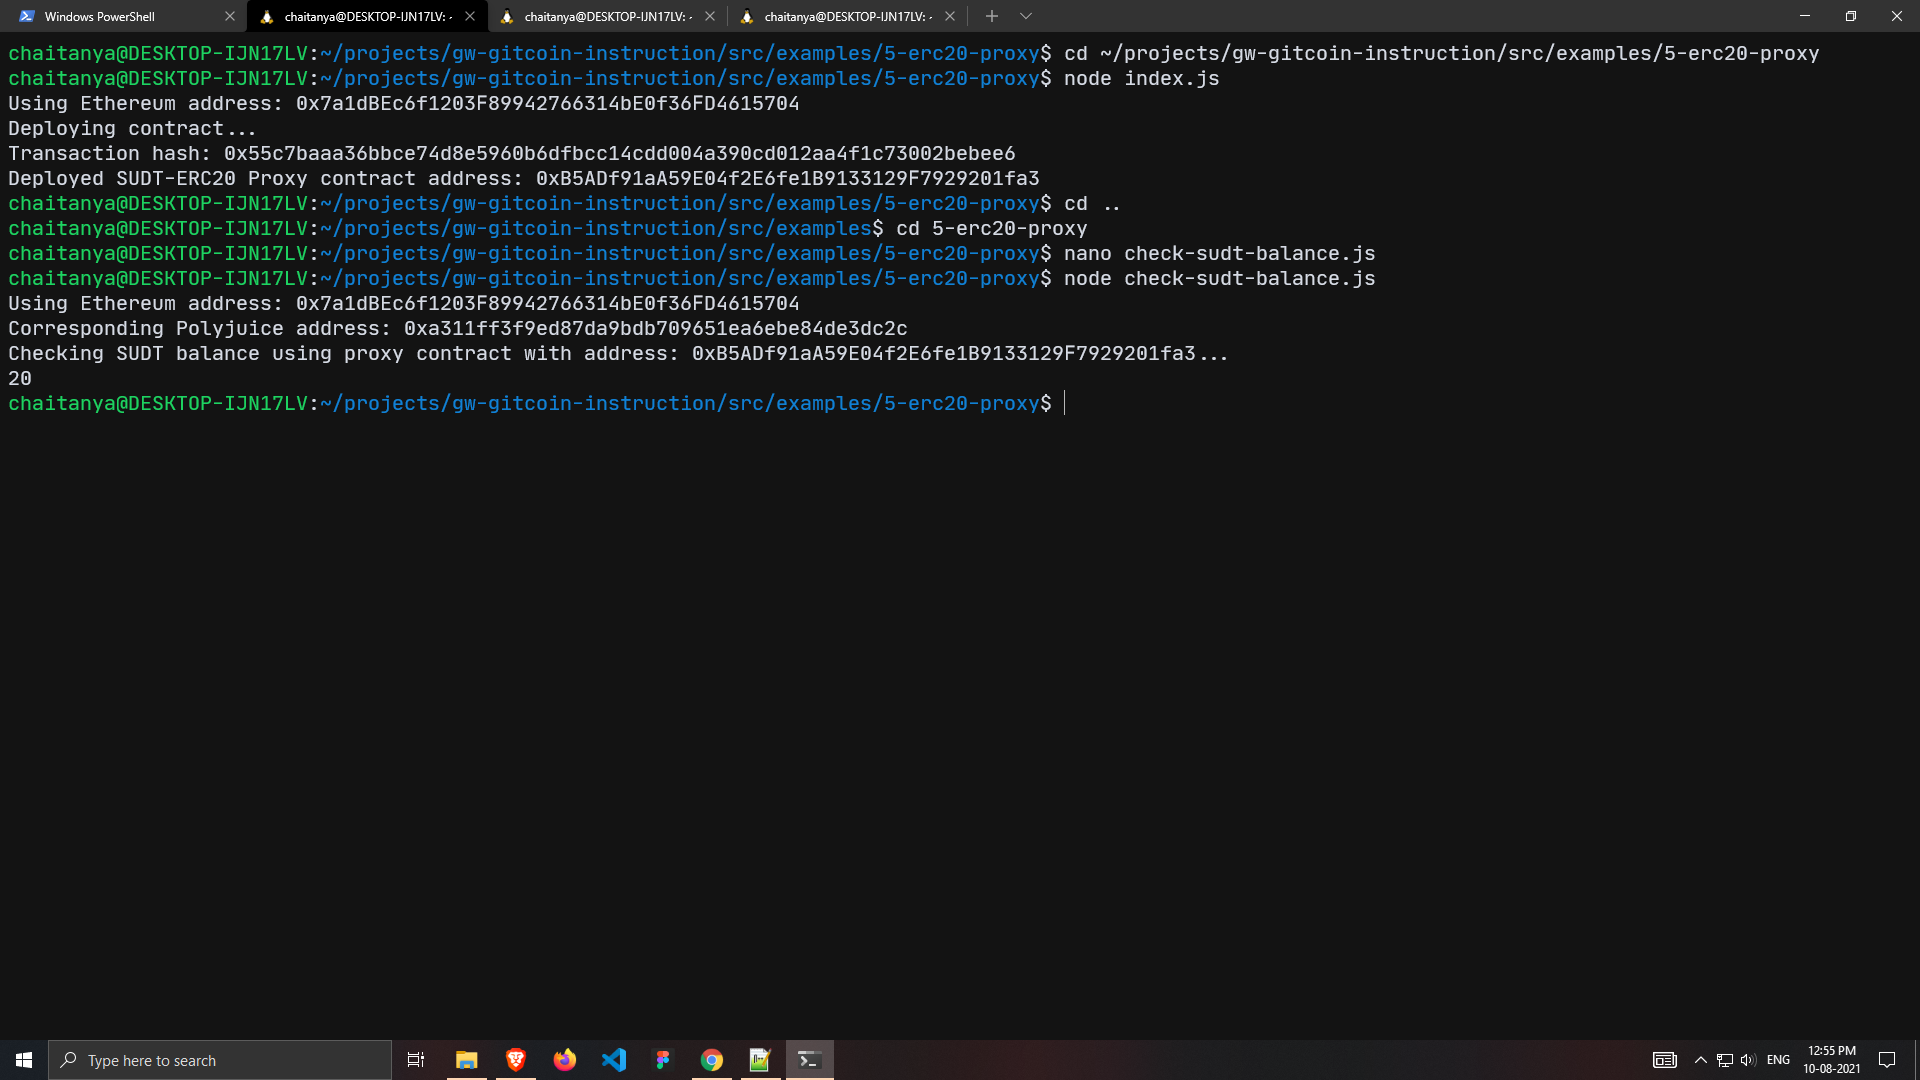 Windows PowerShell
chaitanya@DESKTOP-IJN17LV: -
chaitanya@DESKTOP-IJN17LV: -
chaitanya@DESKTOP-IJN17LV: -
chaitanya@DESKTOP-IJN17LV:~/projects/gw-gitcoin-instruction/src/examples/5-erc20-proxy$ cd ~/projects/gw-gitcoin-instruction/src/examples/5-erc20-proxy
chaitanya@DESKTOP-IJN17LV:~/projects/gw-gitcoin-instruction/src/examples/5-erc20-proxy$ node index.js
Using Ethereum address: 0x7a1dBEc6f1203F89942766314bE0f36FD4615704
Deploying contract...
Transaction hash: 0x55c7baaa36bbce74d8e5960b6dfbcc14cdd004a390cd012aa4f1c73002bebee6
Deployed SUDT-ERC20 Proxy contract address: 0xB5ADf91aA59E04f2E6fe1B9133129F7929201fa3
chaitanya@DESKTOP-IJN17LV:~/projects/gw-gitcoin-instruction/src/examples/5-erc20-proxy$ cd ..
chaitanya@DESKTOP-IJN17LV:~/projects/gw-gitcoin-instruction/src/examples$ cd 5-erc20-proxy
chaitanya@DESKTOP-IJN17LV:~/projects/gw-gitcoin-instruction/src/examples/5-erc20-proxy$ nano check-sudt-balance.js
chaitanya@DESKTOP-IJN17LV:~/projects/gw-gitcoin-instruction/src/examples/5-erc20-proxy$ node check-sudt-balance.js
Using Ethereum address: 0x7a1dBEc6f1203F89942766314bE0f36FD4615704
Corresponding Polyjuice address: 0xa311ff3f9ed87da9bdb709651ea6ebe84de3dc2c
Checking SUDT balance using proxy contract with address: 0xB5ADf91aA59E04f2E6fe1B9133129F7929201fa3...
20
chaitanya@DESKTOP-IJN17LV:~/projects/gw-gitcoin-instruction/src/examples/5-erc20-proxy$
Type here to search
ENG
12:55 PM
10-08-2021